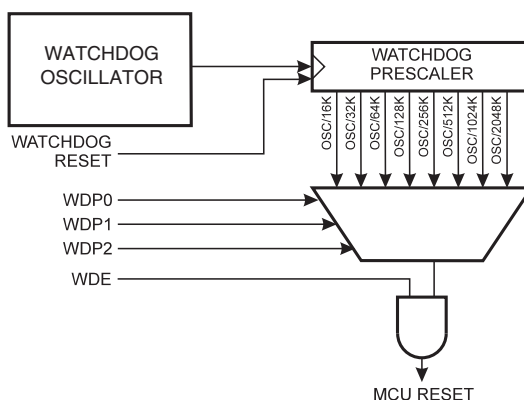 WATCHDOG
OSCILLATOR
WATCHDOG
PRESCALER
WATCHDOG
RESET
OSC/16K
OSC/32K
OSC/64K
OSC/128K
OSC/256K
OSC/512K
OSC/1024K
OSC/2048K
WDP0
WDP1
WDP2
WDE
MCU RESET